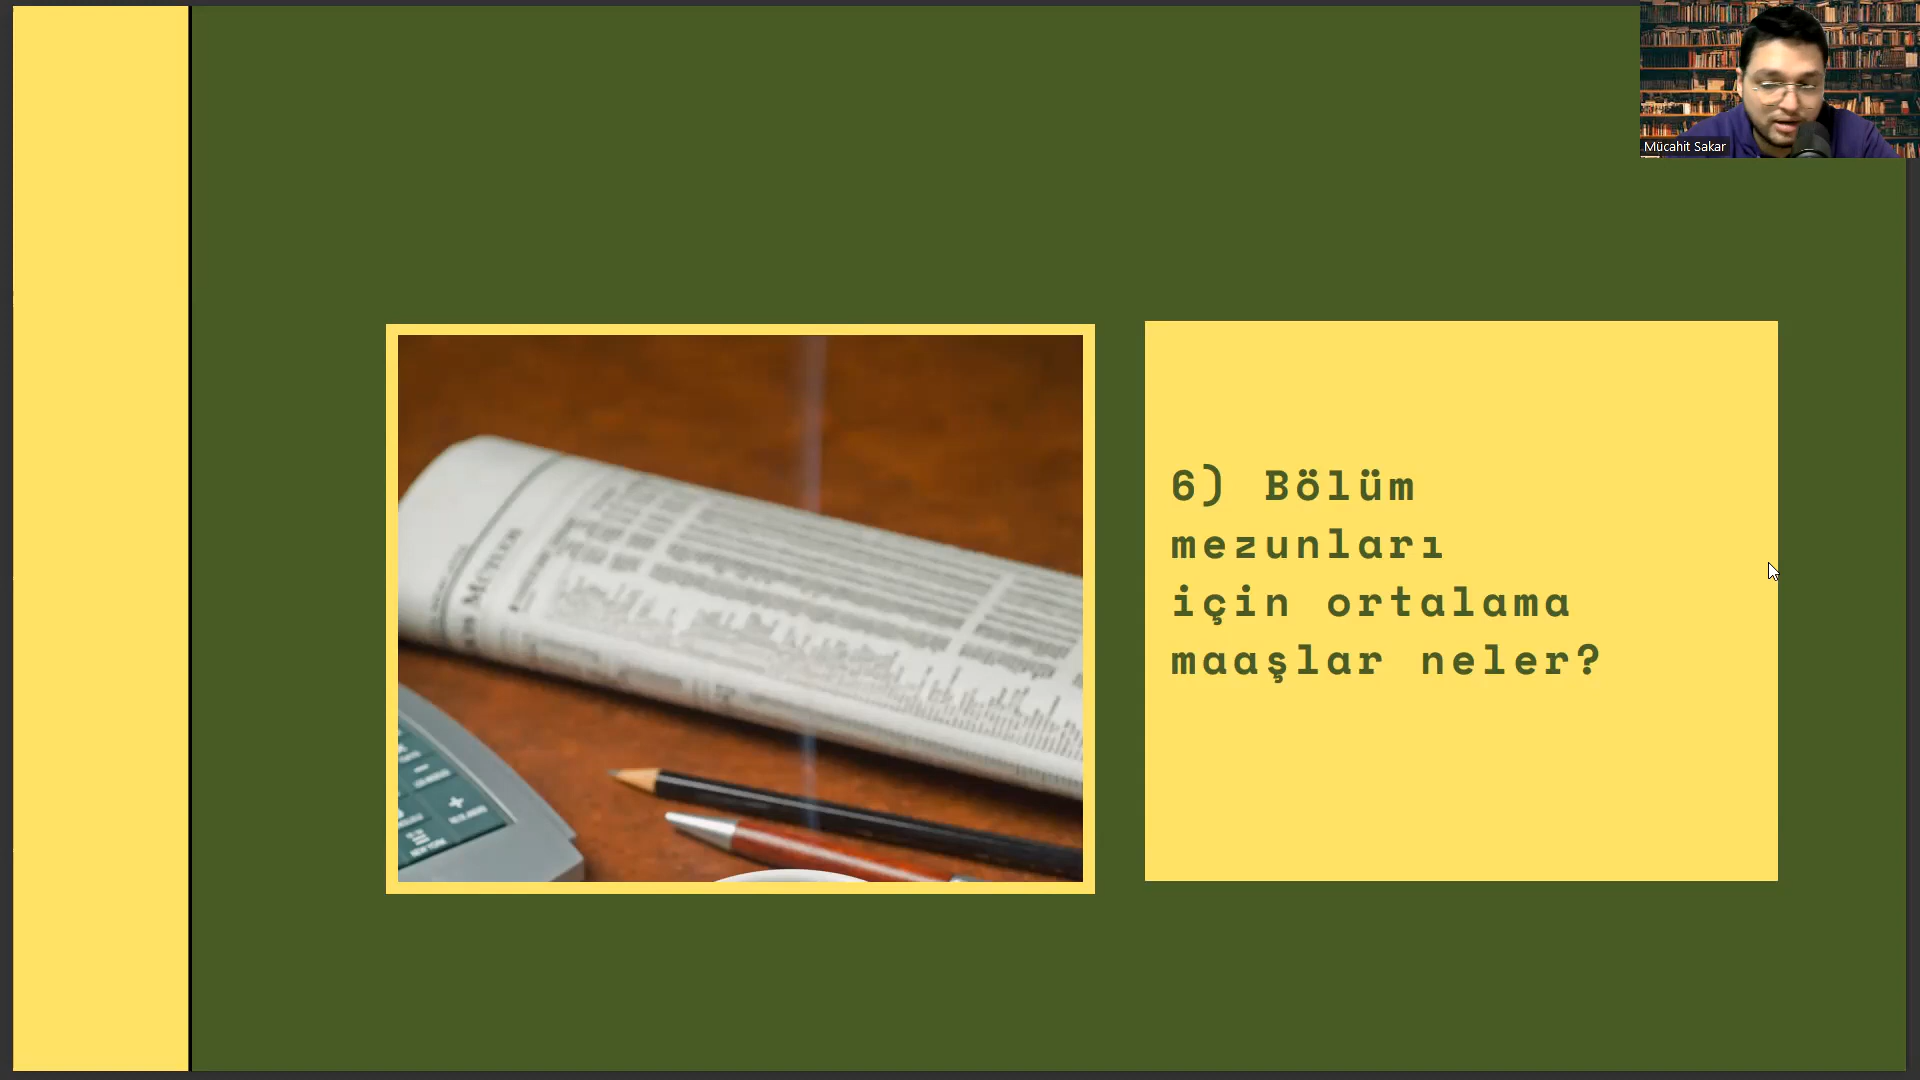 Mücahit Sakar
6) Bölüm
mezunları
için ortalama
maaşlar neler?